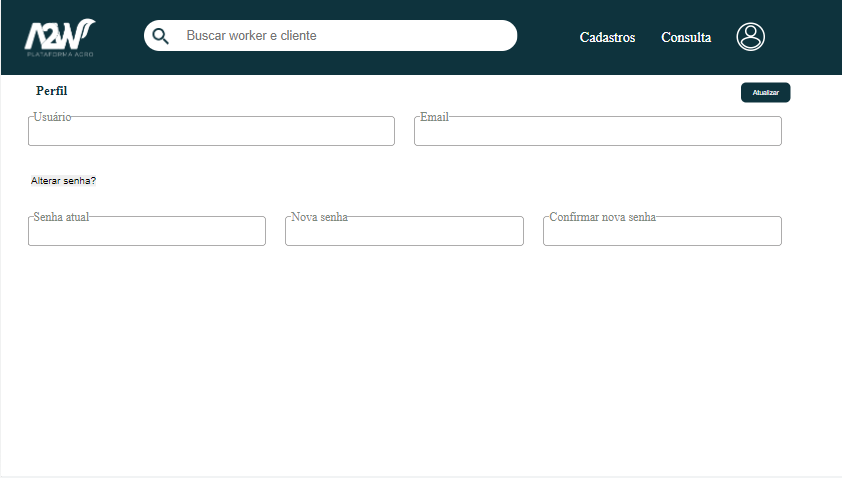 A2W
PLATAFORMA AGRO
Buscar worker e cliente
Cadastros
Consulta
Perfil
Atualizar
Usuário
Email
Alterar senha?
Senha atual
Nova senha
Confirmar nova senha